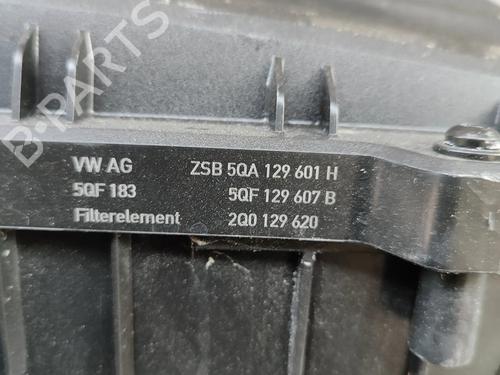 B-PARTS
VW AG ZSB 5QA 129 601 H
5QF 183 5QF 129 607 B
Filterelement 2Q0 129 620